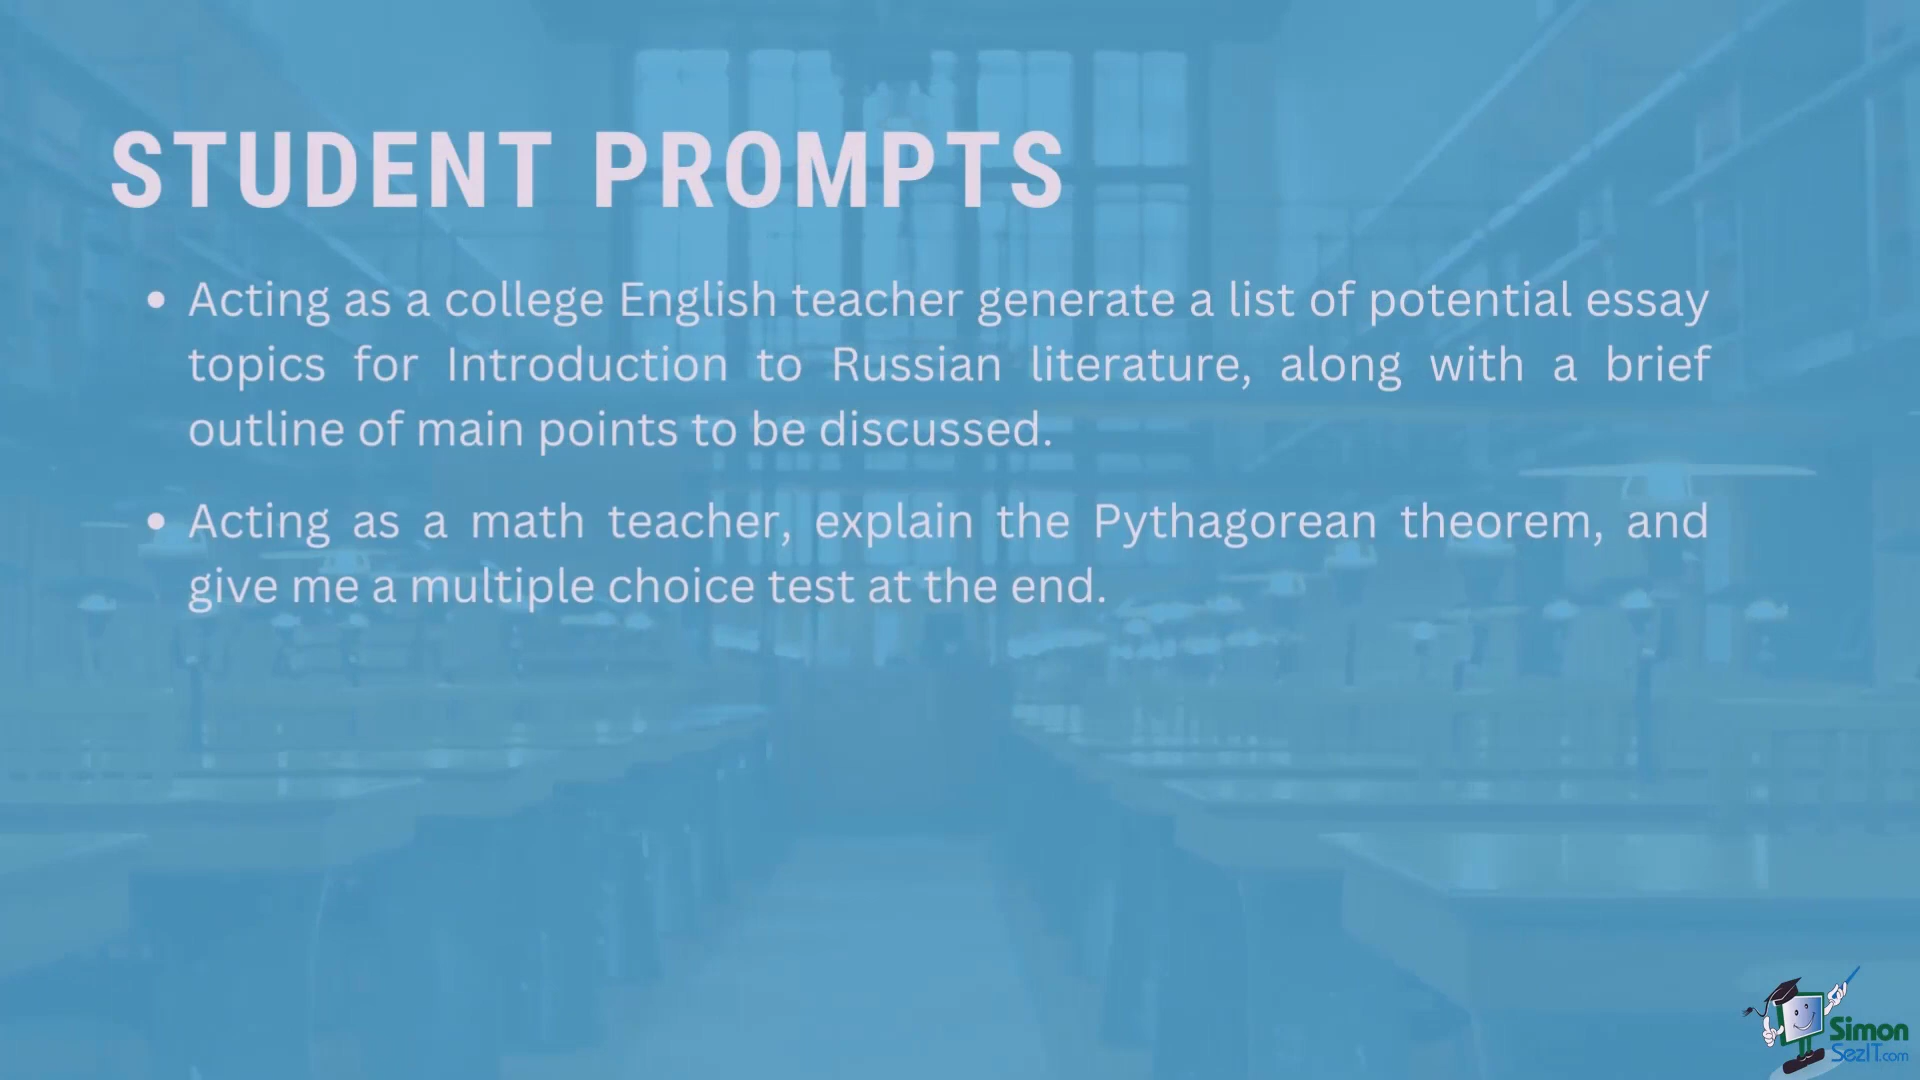 STUDENT PROMPTS
• Acting as a college English teacher generate a list of potential essay
topics for Introduction to Russian literature, along with a brief
outline of main points to be discussed.
• Acting as a math teacher, explain the Pythagorean theorem, and
give me a multiple choice test at the end.
Simon
SezIT.com